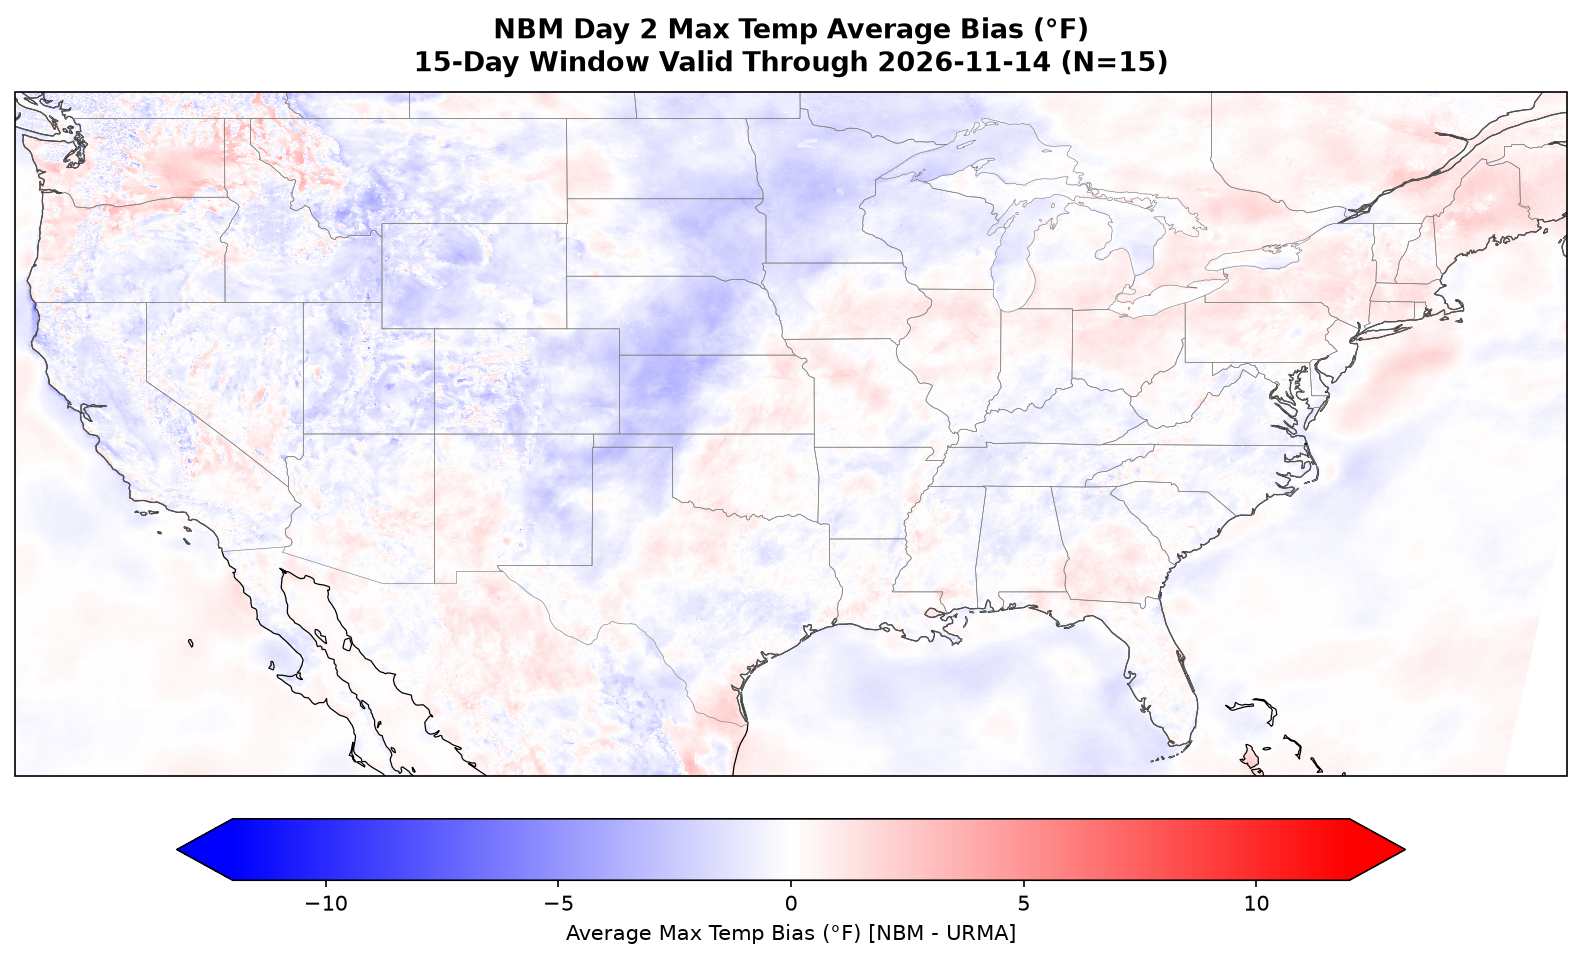 NBM Day 2 Max Temp Average Bias (°F)
15-Day Window Valid Through 2026-11-14 (N=15)
−10 −5 0 5 10
Average Max Temp Bias (°F) [NBM - URMA]